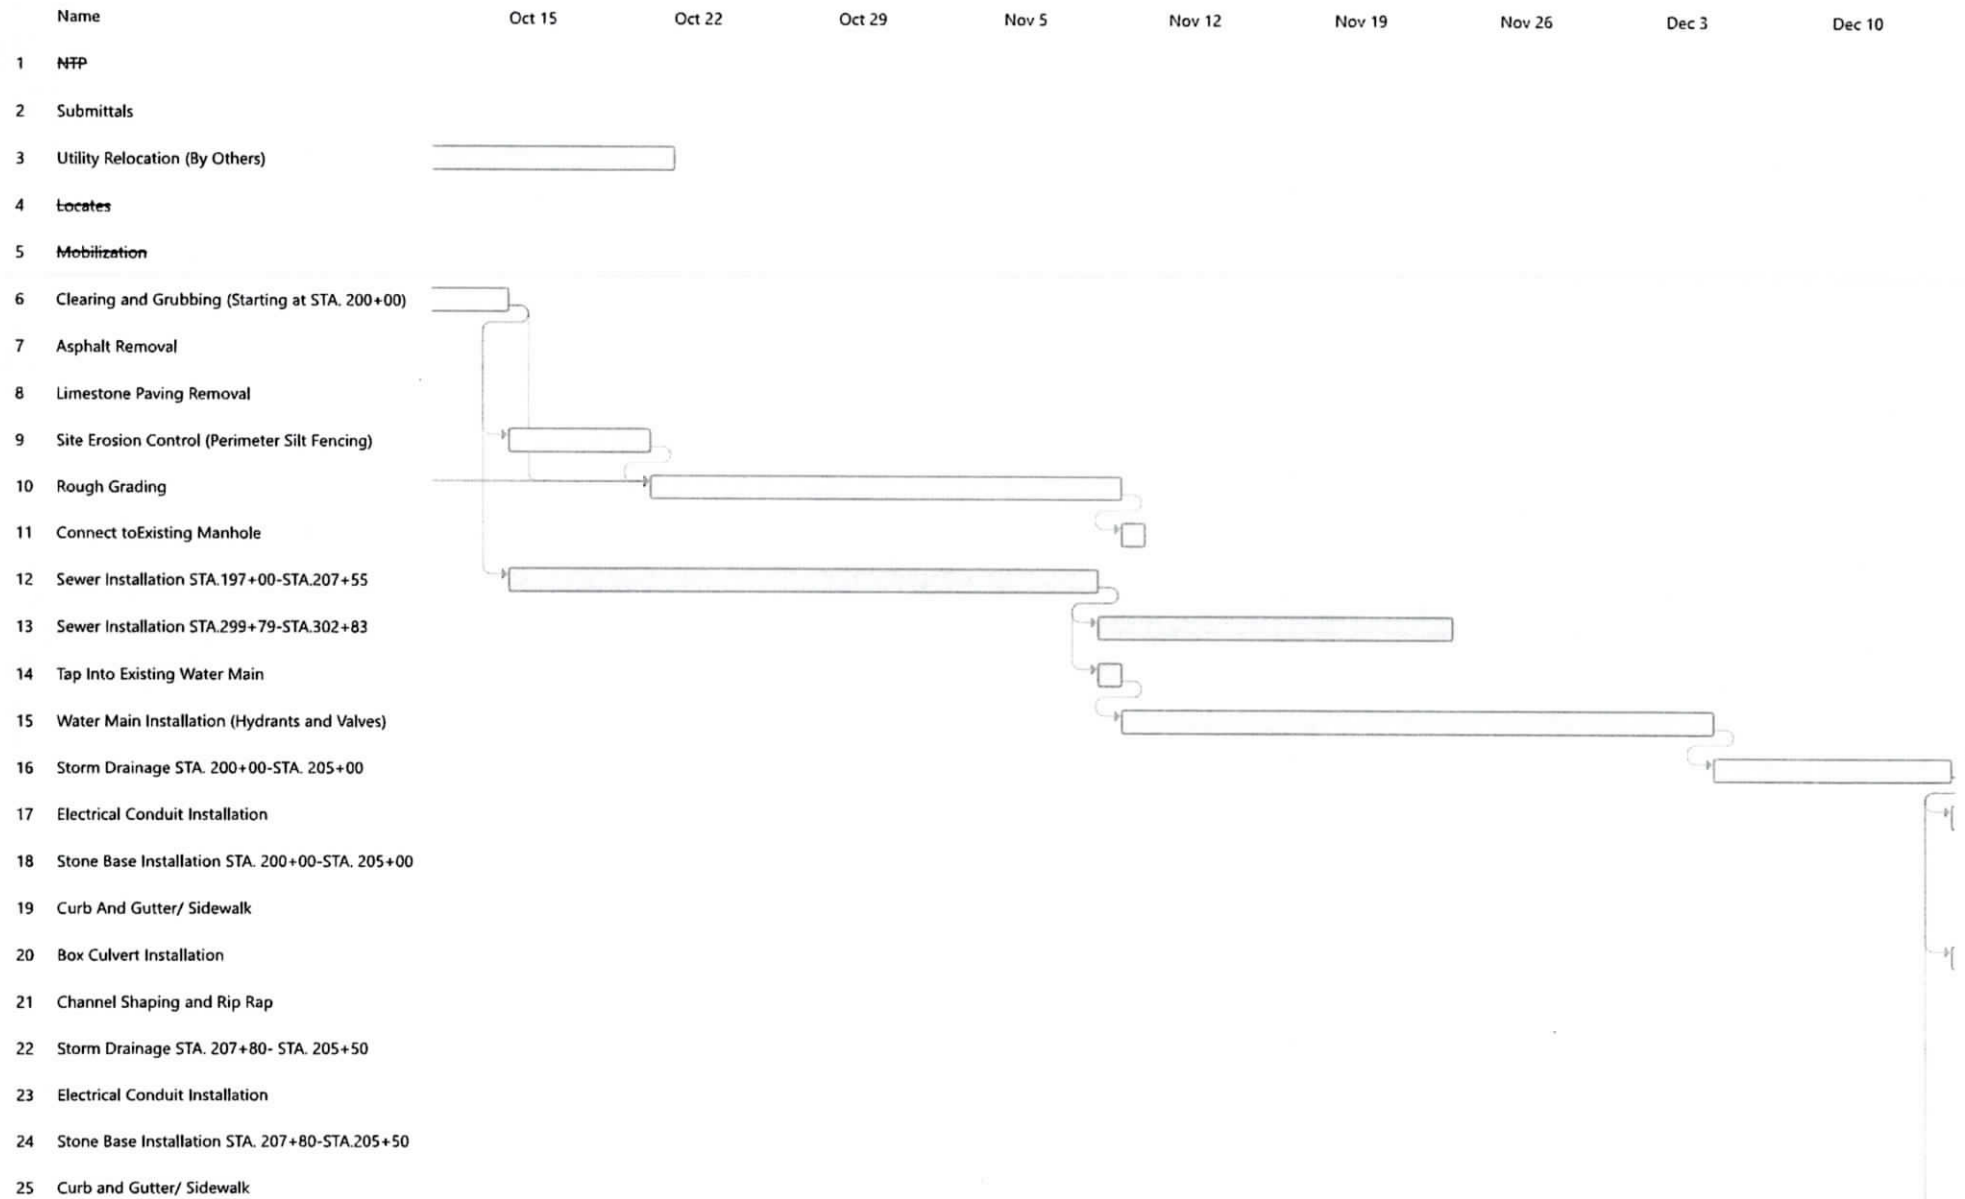 Name Oct 15 Oct 22 Oct 29 Nov 5 Nov 12 Nov 19 Nov 26 Dec 3 Dec 10
1 NTP
2 Submittals
3 Utility Relocation (By Others)
4 Locates
5 Mobilization
6 Clearing and Grubbing (Starting at STA. 200+00)
7 Asphalt Removal
8 Limestone Paving Removal
9 Site Erosion Control (Perimeter Silt Fencing)
10 Rough Grading
11 Connect toExisting Manhole
12 Sewer Installation STA.197+00-STA.207+55
13 Sewer Installation STA.299+79-STA.302+83
14 Tap Into Existing Water Main
15 Water Main Installation (Hydrants and Valves)
16 Storm Drainage STA. 200+00-STA. 205+00
17 Electrical Conduit Installation
18 Stone Base Installation STA. 200+00-STA. 205+00
19 Curb And Gutter/ Sidewalk
20 Box Culvert Installation
21 Channel Shaping and Rip Rap
22 Storm Drainage STA. 207+80- STA. 205+50
23 Electrical Conduit Installation
24 Stone Base Installation STA. 207+80-STA.205+50
25 Curb and Gutter/ Sidewalk